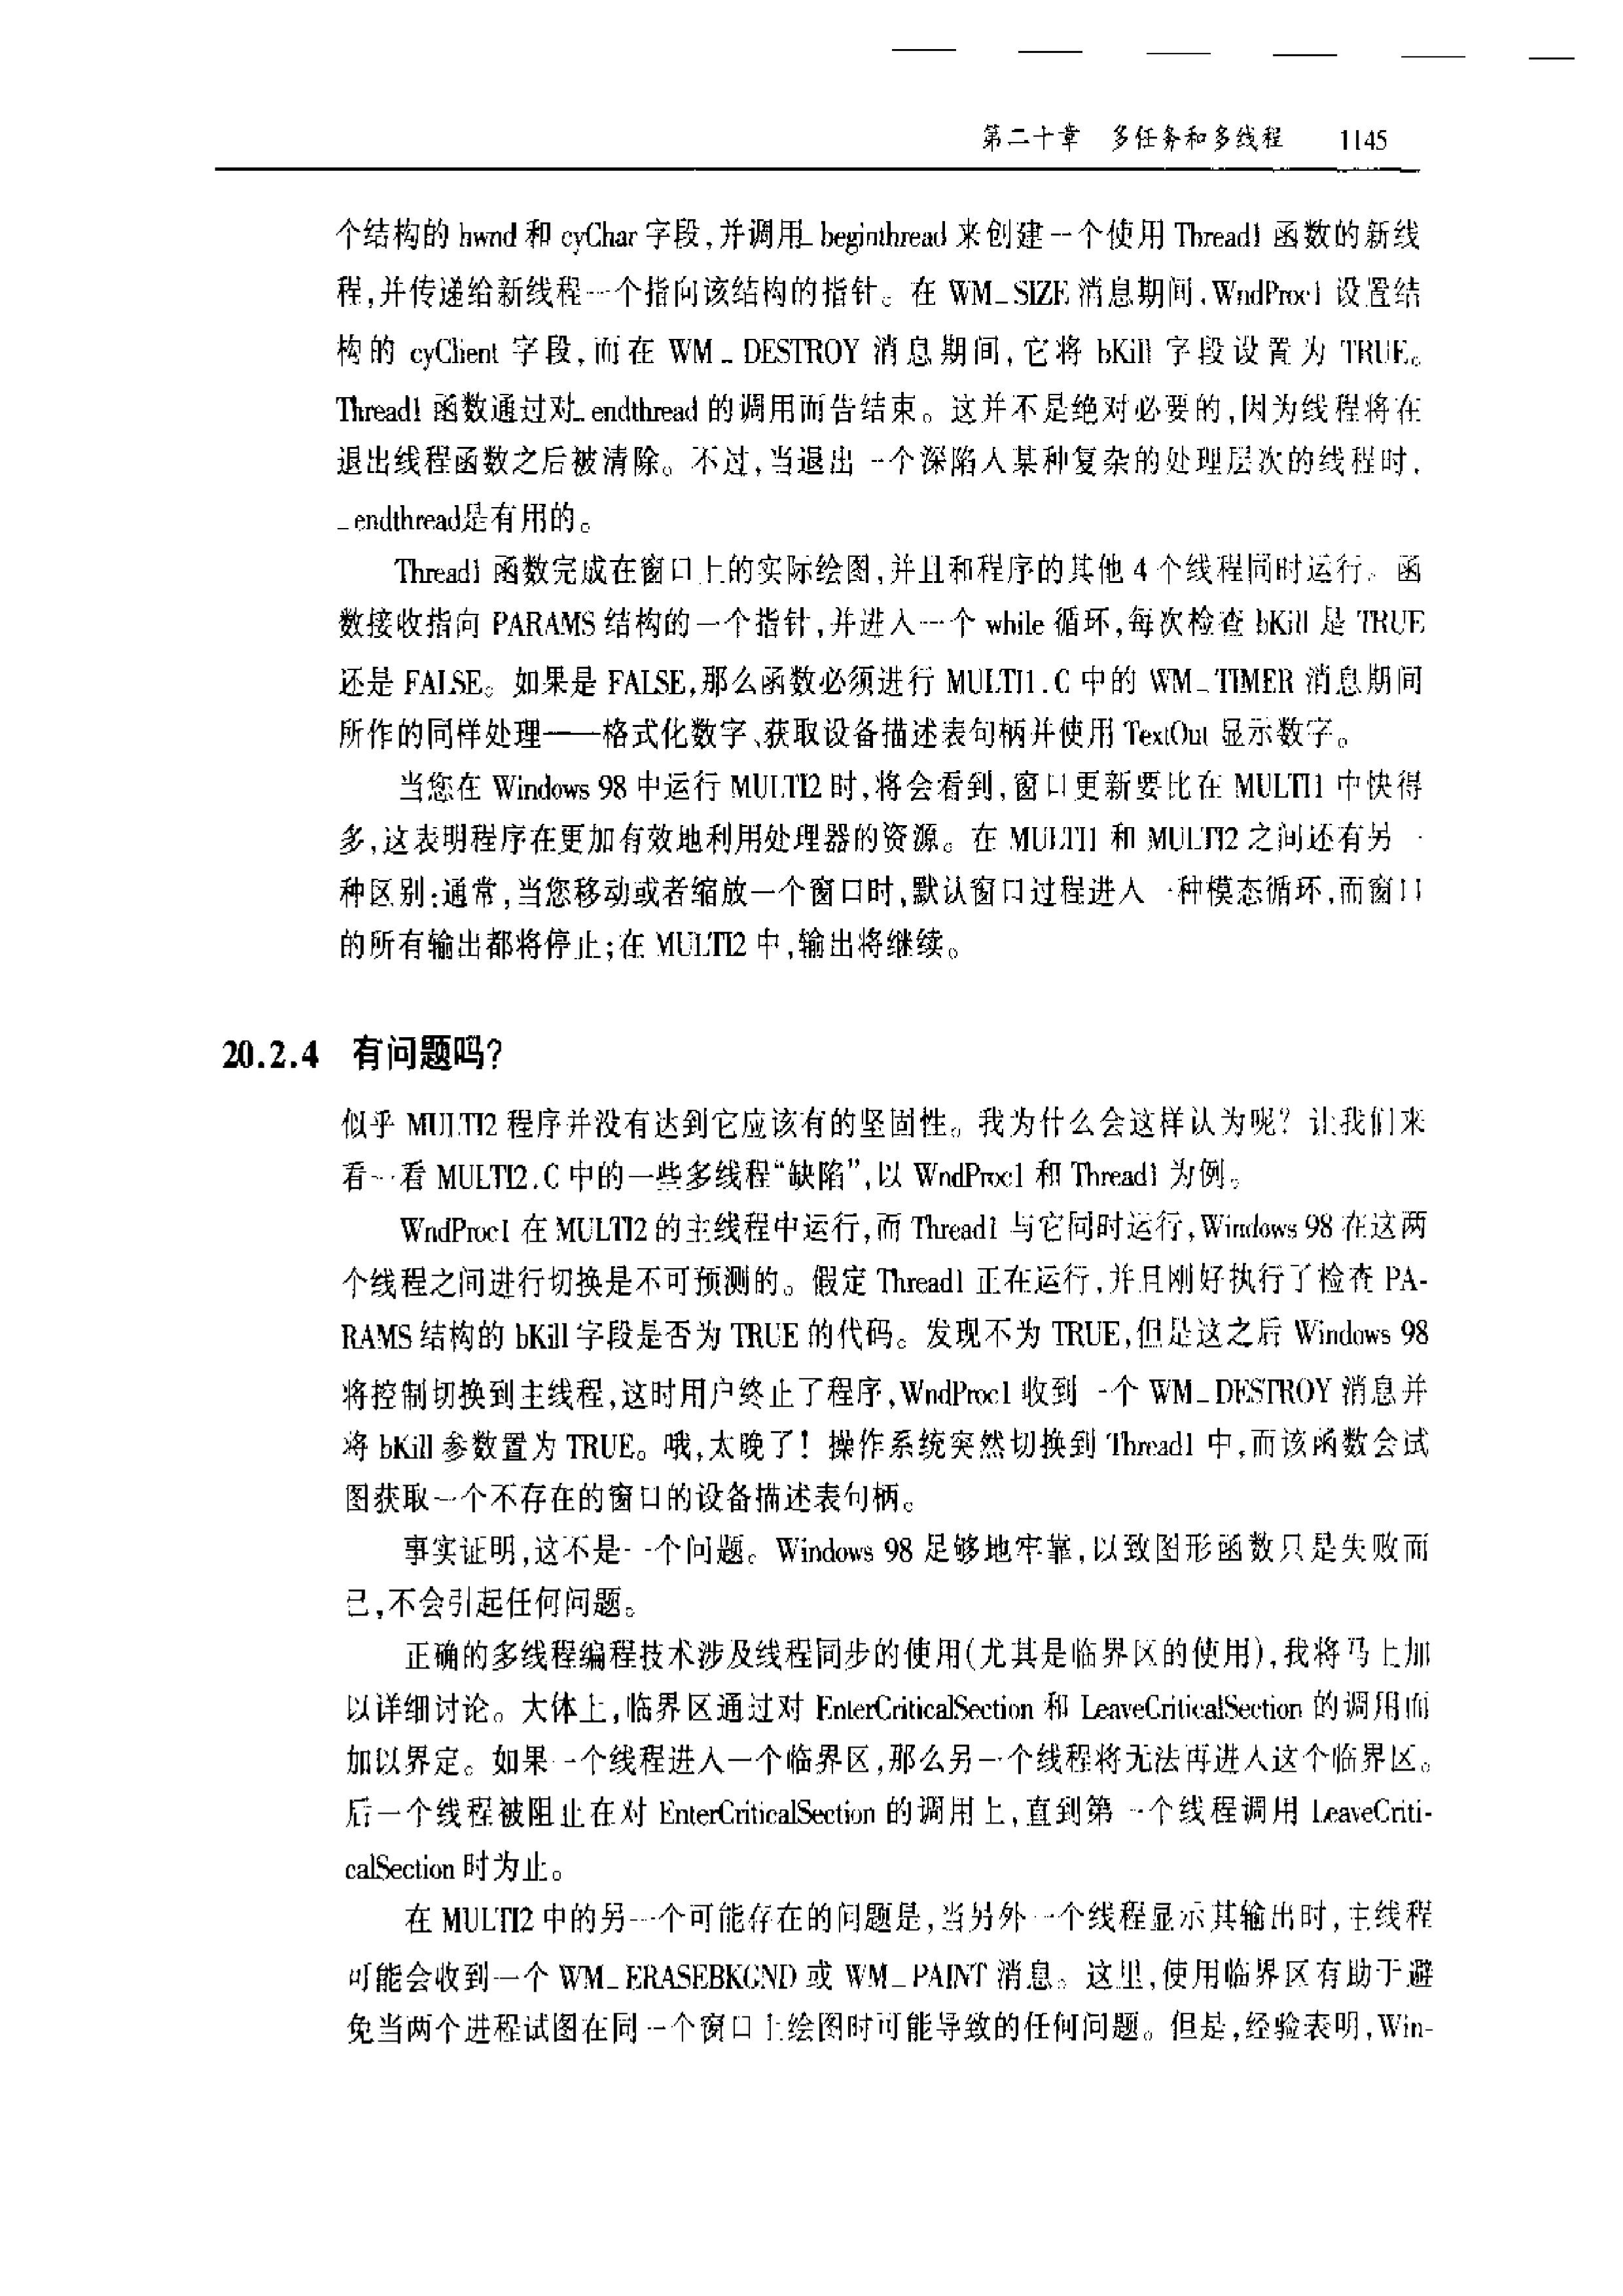 第二十章 多任务和多线程 1145
个结构的 hwnd 和 cyChar 字段,并调用_beginthread 来创建一个使用 Thread1 函数的新线
程,并传递给新线程一个指向该结构的指针。在 WM_SIZE 消息期间,WndProc1 设置结
构的 cyClient 字段,而在 WM_DESTROY 消息期间,它将 bKill 字段设置为 TRUE。
Thread1 函数通过对_endthread 的调用而告结束。这并不是绝对必要的,因为线程将在
退出线程函数之后被清除。不过,当退出一个深陷入某种复杂的处理层次的线程时,
_endthread是有用的。
Thread1 函数完成在窗口上的实际绘图,并且和程序的其他 4 个线程同时运行。函
数接收指向 PARAMS 结构的一个指针,并进入一个 while 循环,每次检查 bKill 是 TRUE
还是 FALSE。如果是 FALSE,那么函数必须进行 MULTI1.C 中的 WM_TIMER 消息期间
所作的同样处理——格式化数字、获取设备描述表句柄并使用 TextOut 显示数字。
当您在 Windows 98 中运行 MULTI2 时,将会看到,窗口更新要比在 MULTI1 中快得
多,这表明程序在更加有效地利用处理器的资源。在 MULTI1 和 MULTI2 之间还有另一
种区别:通常,当您移动或者缩放一个窗口时,默认窗口过程进入一种模态循环,而窗口
的所有输出都将停止;在 MULTI2 中,输出将继续。
20.2.4 有问题吗?
似乎 MULTI2 程序并没有达到它应该有的坚固性。我为什么会这样认为呢? 让我们来
看一看 MULTI2.C 中的一些多线程“缺陷”,以 WndProc1 和 Thread1 为例。
WndProc1 在 MULTI2 的主线程中运行,而 Thread1 与它同时运行,Windows 98 在这两
个线程之间进行切换是不可预测的。假定 Thread1 正在运行,并且刚好执行了检查 PA-
RAMS 结构的 bKill 字段是否为 TRUE 的代码。发现不为 TRUE,但是这之后 Windows 98
将控制切换到主线程,这时用户终止了程序,WndProc1 收到一个 WM_DESTROY 消息并
将 bKill 参数置为 TRUE。哦,太晚了! 操作系统突然切换到 Thread1 中,而该函数会试
图获取一个不存在的窗口的设备描述表句柄。
事实证明,这不是一个问题。Windows 98 足够地牢靠,以致图形函数只是失败而
已,不会引起任何问题。
正确的多线程编程技术涉及线程同步的使用(尤其是临界区的使用),我将马上加
以详细讨论。大体上,临界区通过对 EnterCriticalSection 和 LeaveCriticalSection 的调用而
加以界定。如果一个线程进入一个临界区,那么另一个线程将无法再进入这个临界区。
后一个线程被阻止在对 EnterCriticalSection 的调用上,直到第一个线程调用 LeaveCriti-
calSection 时为止。
在 MULTI2 中的另一个可能存在的问题是,当另外一个线程显示其输出时,主线程
可能会收到一个 WM_ERASEBKGND 或 WM_PAINT 消息。这里,使用临界区有助于避
免当两个进程试图在同一个窗口上绘图时可能导致的任何问题。但是,经验表明,Win-